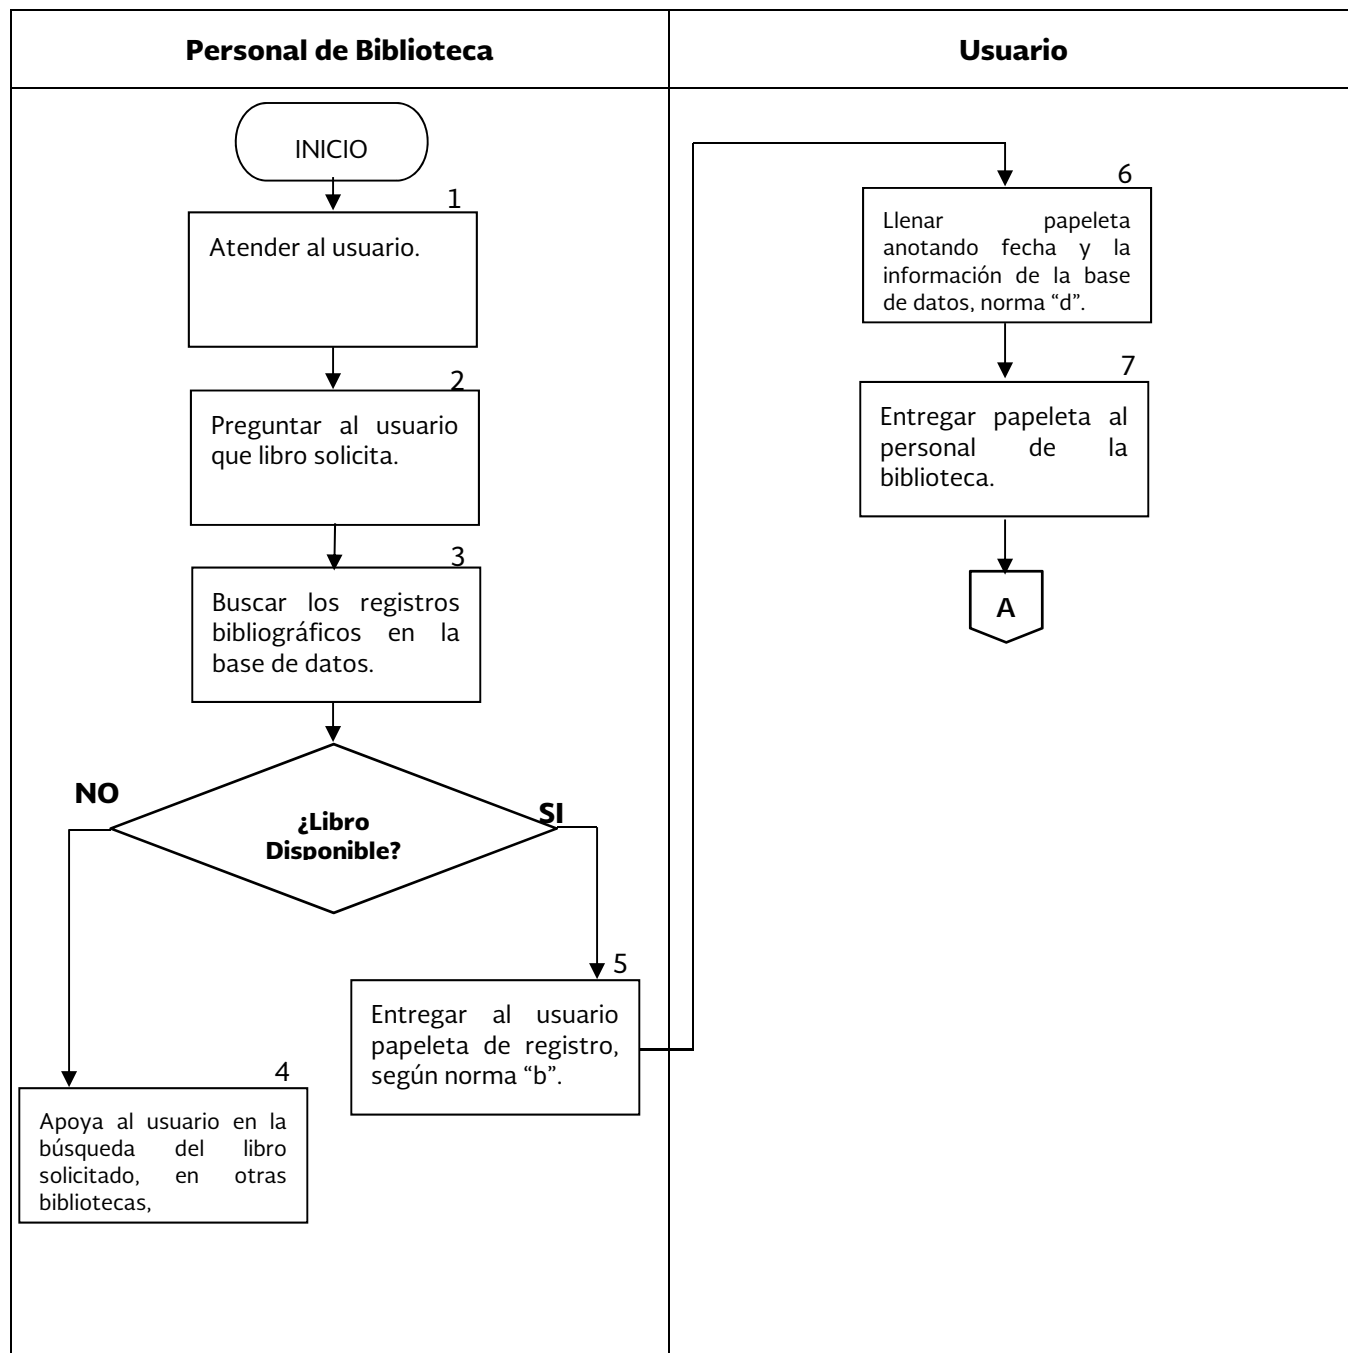 Personal de Biblioteca
Usuario
INICIO
1
Atender al usuario.
2
Preguntar al usuario
que libro solicita.
3
Buscar los registros
bibliográficos en la
base de datos.
NO
¿Libro
Disponible?
SI
4
Apoya al usuario en la
búsqueda del libro
solicitado, en otras
bibliotecas,
5
Entregar al usuario
papeleta de registro,
según norma “b”.
6
Llenar papeleta
anotando fecha y la
información de la base
de datos, norma “d”.
7
Entregar papeleta al
personal de la
biblioteca.
A